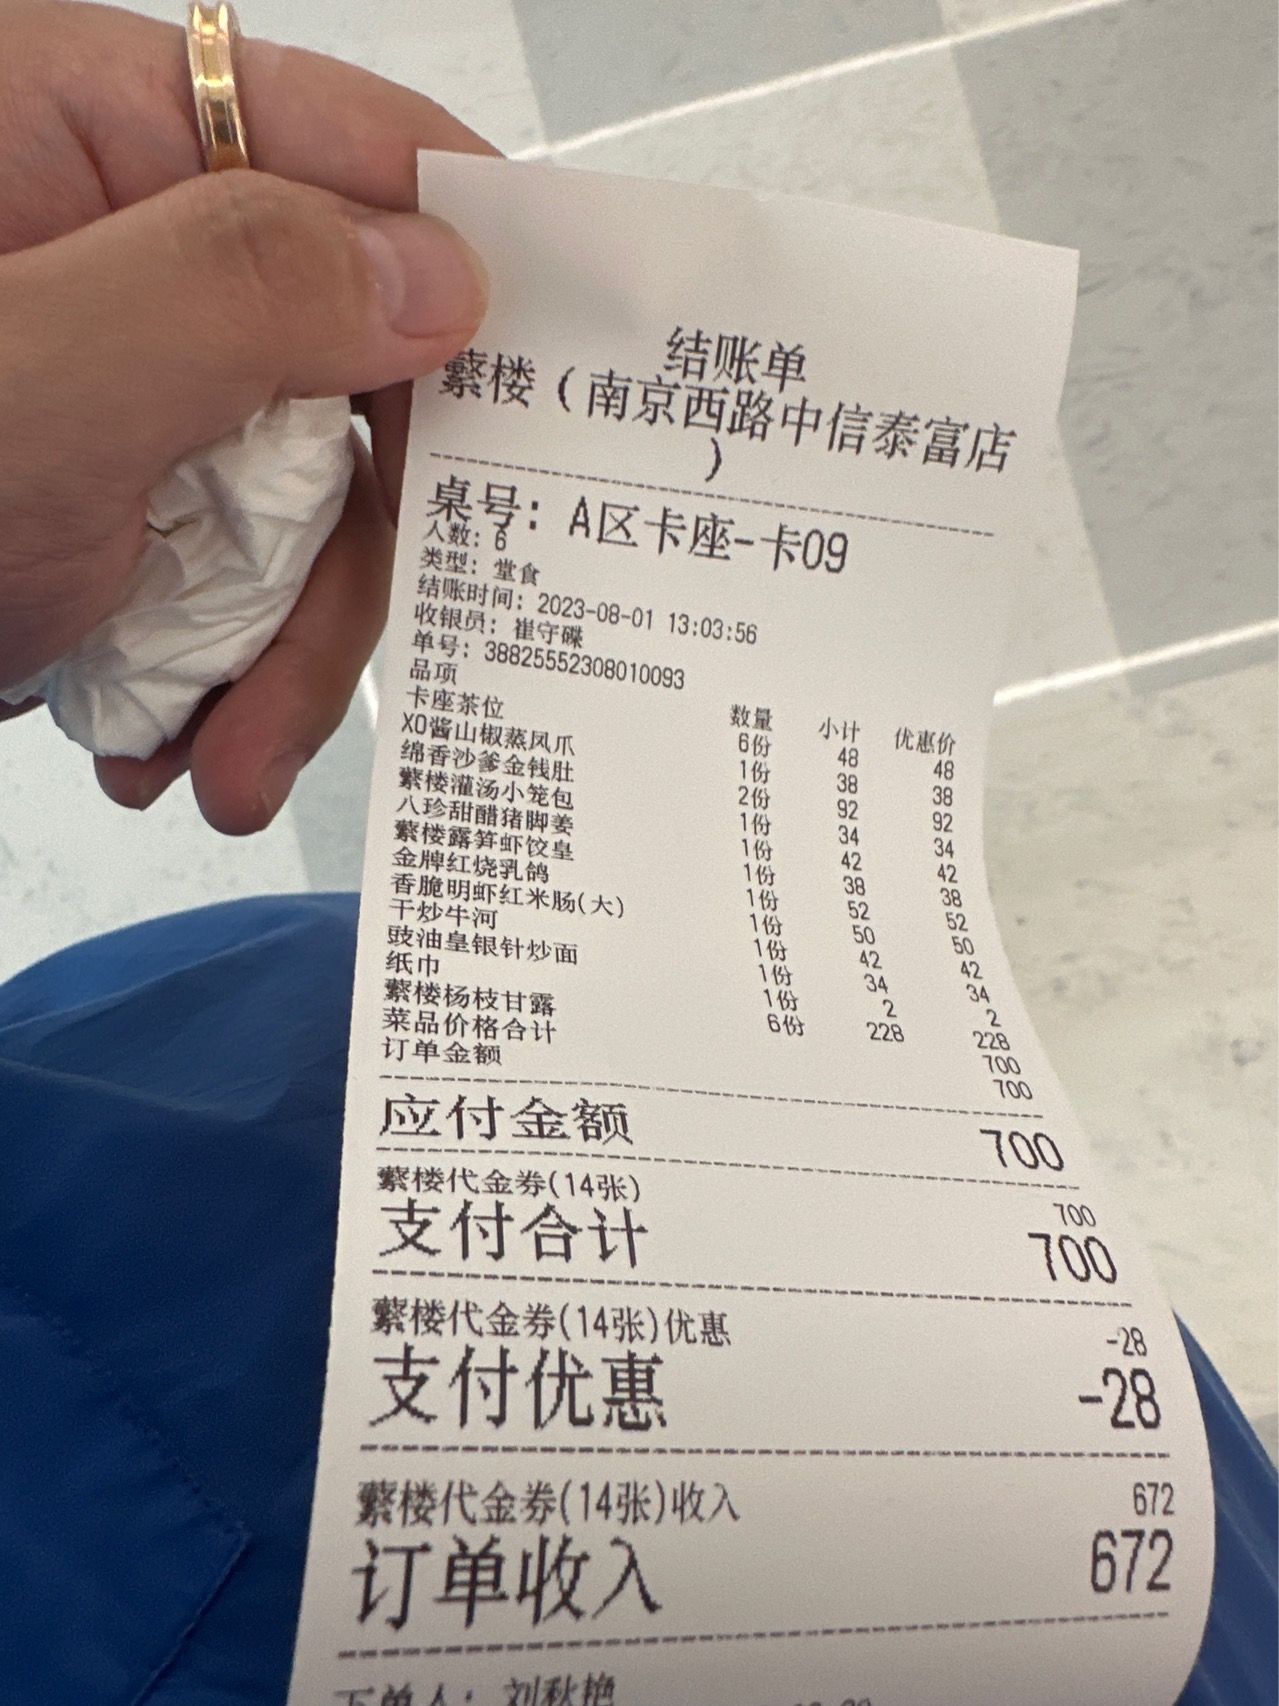 结账单
蘩楼（南京西路中信泰富店
）
桌号：A区卡座-卡09
人数：6
类型：堂食
结账时间：2023-08-01 13:03:56
收银员：崔守碟
单号：38825552308010093
品项 数量 小计 优惠价
卡座茶位 6份 48 48
XO酱山椒蒸凤爪 1份 38 38
绵香沙爹金钱肚 2份 92 92
蘩楼灌汤小笼包 1份 34 34
八珍甜醋猪脚姜 1份 42 42
蘩楼露笋虾饺皇 1份 38 38
金牌红烧乳鸽 1份 52 52
香脆明虾红米肠(大) 1份 50 50
干炒牛河 1份 42 42
豉油皇银针炒面 1份 34 34
纸巾 1份 2 2
蘩楼杨枝甘露 6份 228 228
菜品价格合计 700
订单金额 700
应付金额 700
蘩楼代金券(14张) 700
支付合计 700
蘩楼代金券(14张)优惠 -28
支付优惠 -28
蘩楼代金券(14张)收入 672
订单收入 672
下单人：刘秋艳